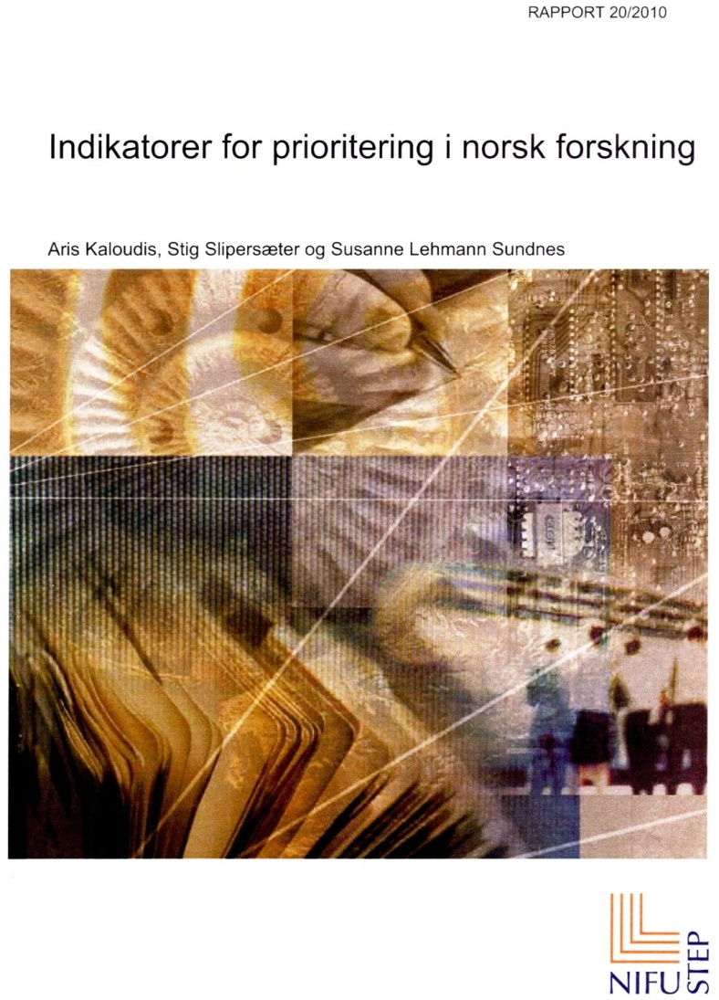 RAPPORT 20/2010
Indikatorer for prioritering i norsk forskning
Aris Kaloudis, Stig Slipersæter og Susanne Lehmann Sundnes
NIFU
STEP